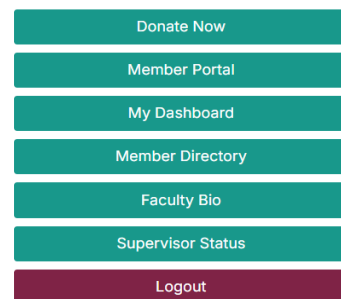 Donate Now
Member Portal
My Dashboard
Member Directory
Faculty Bio
Supervisor Status
Logout